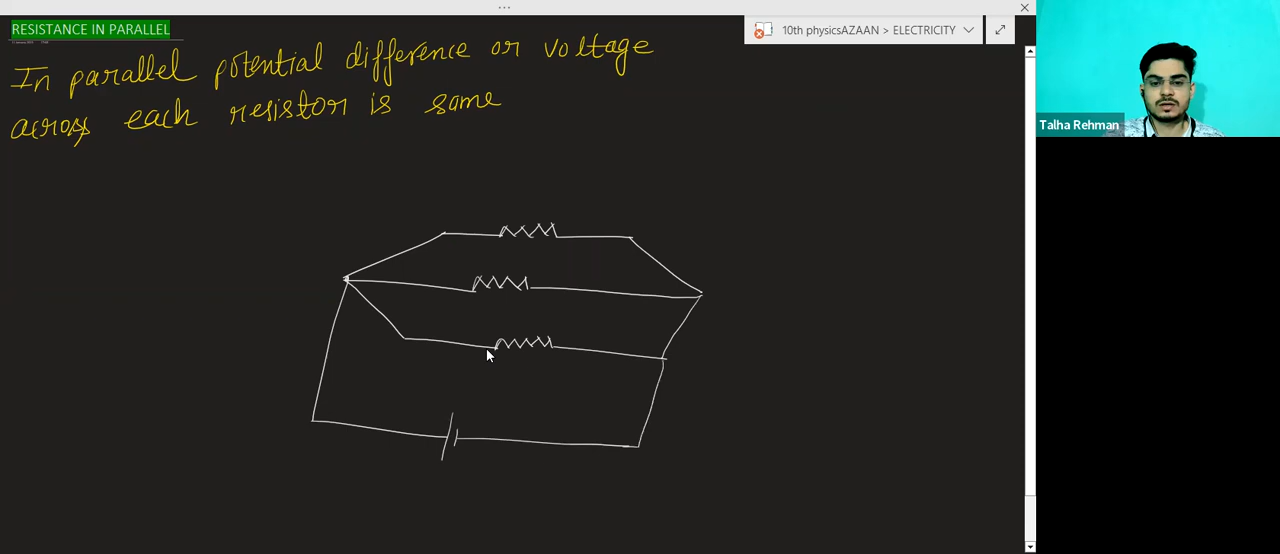 RESISTANCE IN PARALLEL
10th physicsAZAAN > ELECTRICITY
In parallel potential difference or voltage
across each resistor is same
Talha Rehman